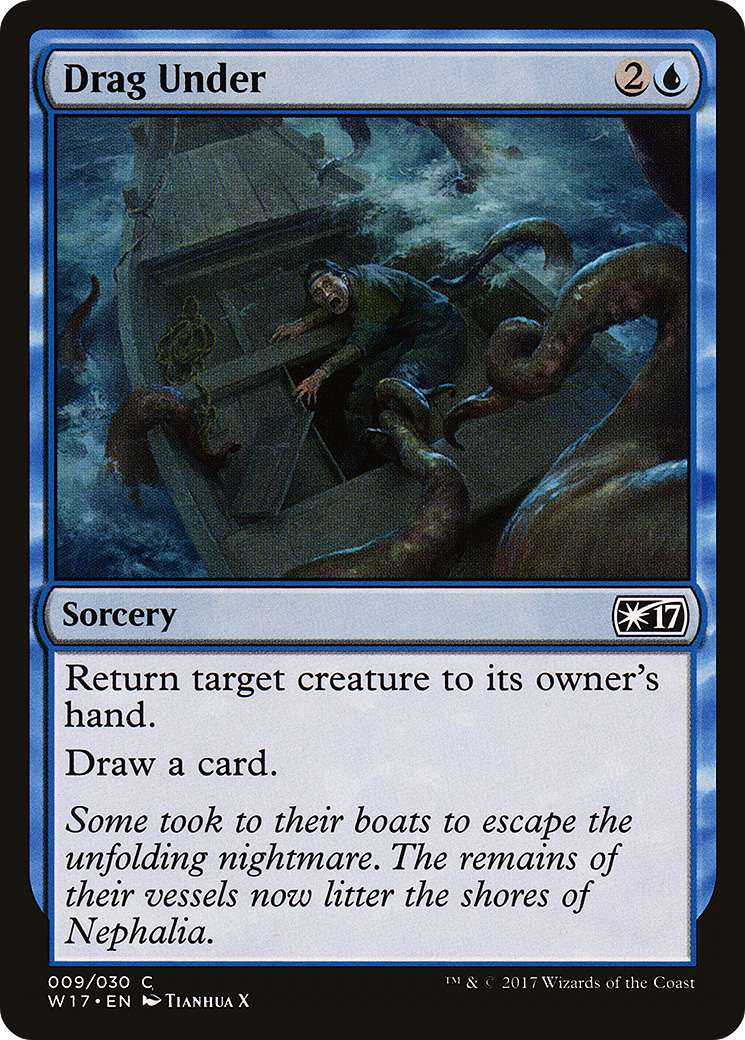 Drag Under 2
Sorcery 17
Return target creature to its owner's
hand.
Draw a card.
Some took to their boats to escape the
unfolding nightmare. The remains of
their vessels now litter the shores of
Nephalia.
009/030 C
W17 • EN Tianhua X
™ & © 2017 Wizards of the Coast